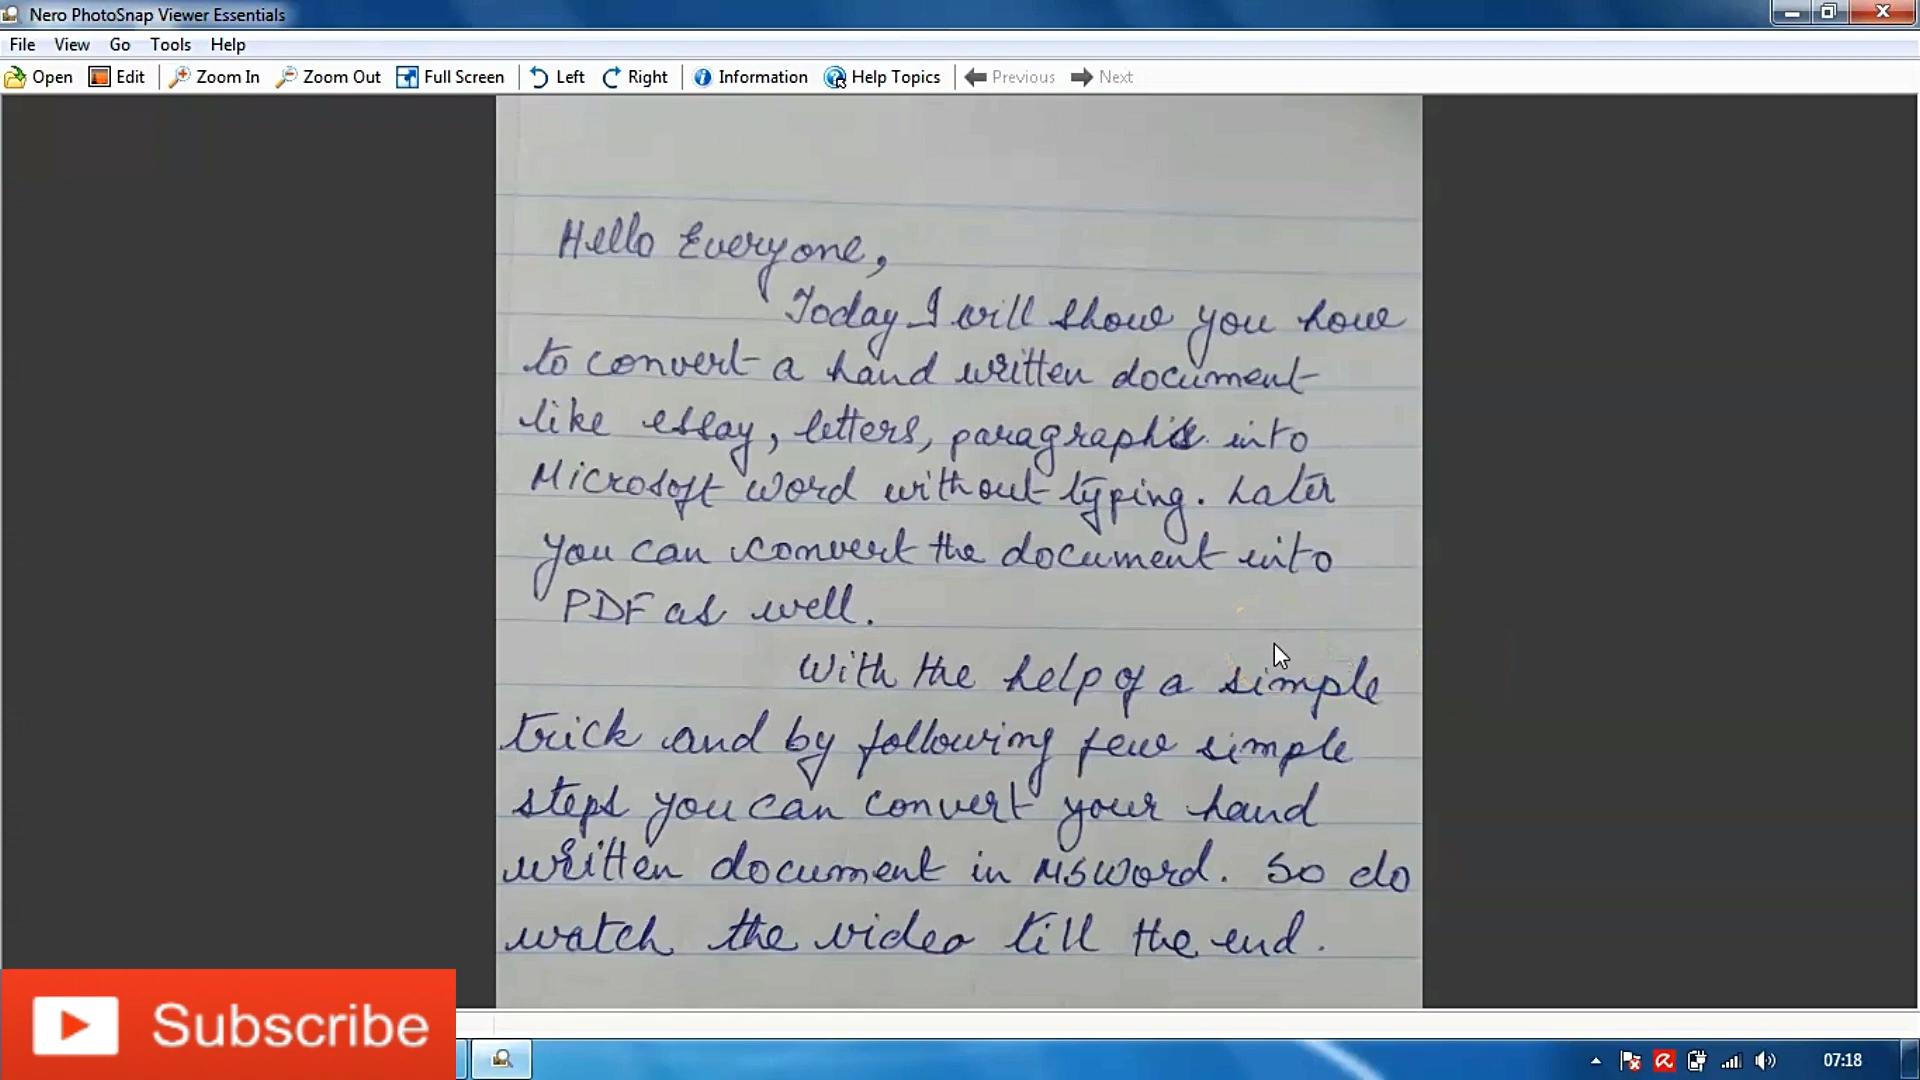 Nero PhotoSnap Viewer Essentials
File View Go Tools Help
Open Edit Zoom In Zoom Out Full Screen Left Right Information Help Topics Previous Next
Hello Everyone,
Today I will show you how
to convert a hand written document
like essay, letters, paragraphs. into
Microsoft word without typing. Later
you can convert the document into
PDF as well.
With the help of a simple
trick and by following few simple
steps you can convert your hand
written document in MS Word. So do
watch the video till the end.
Subscribe
07:18